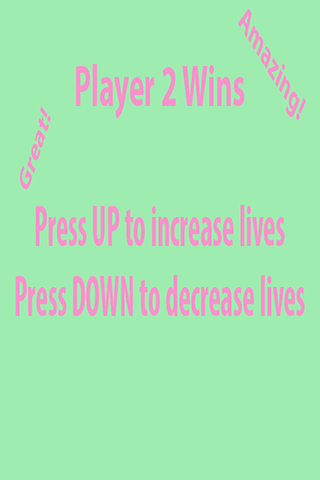 Amazing!
Player 2 Wins
Great!
Press UP to increase lives
Press DOWN to decrease lives